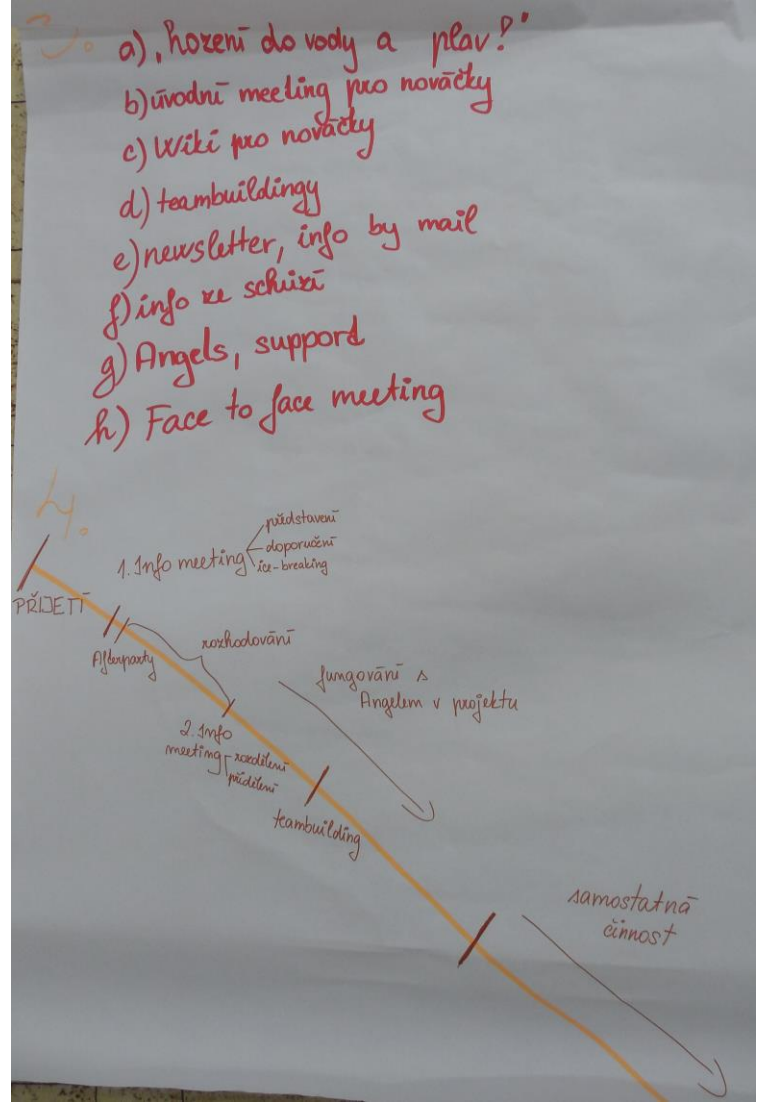 3.
a) „hození do vody a plav!"
b) úvodní meeting pro nováčky
c) Wiki pro nováčky
d) teambuildingy
e) newsletter, info by mail
f) info ze schůzí
g) Angels, support
h) Face to face meeting
4.
PŘIJETÍ
1. Info meeting
představení
doporučení
ice-breaking
Afterparty
rozhodování
fungování s
Angelem v projektu
2. Info
meeting
rozdělení
přidělení
teambuilding
samostatná
činnost